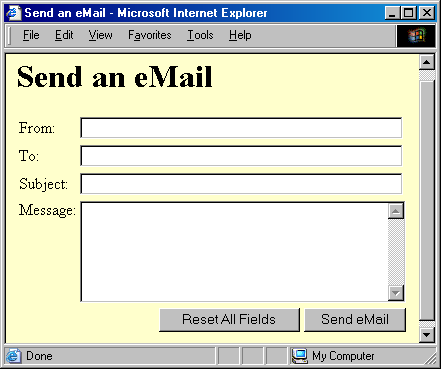 Send an eMail - Microsoft Internet Explorer
File Edit View Favorites Tools Help
Send an eMail
From:
To:
Subject:
Message:
Reset All Fields Send eMail
Done My Computer